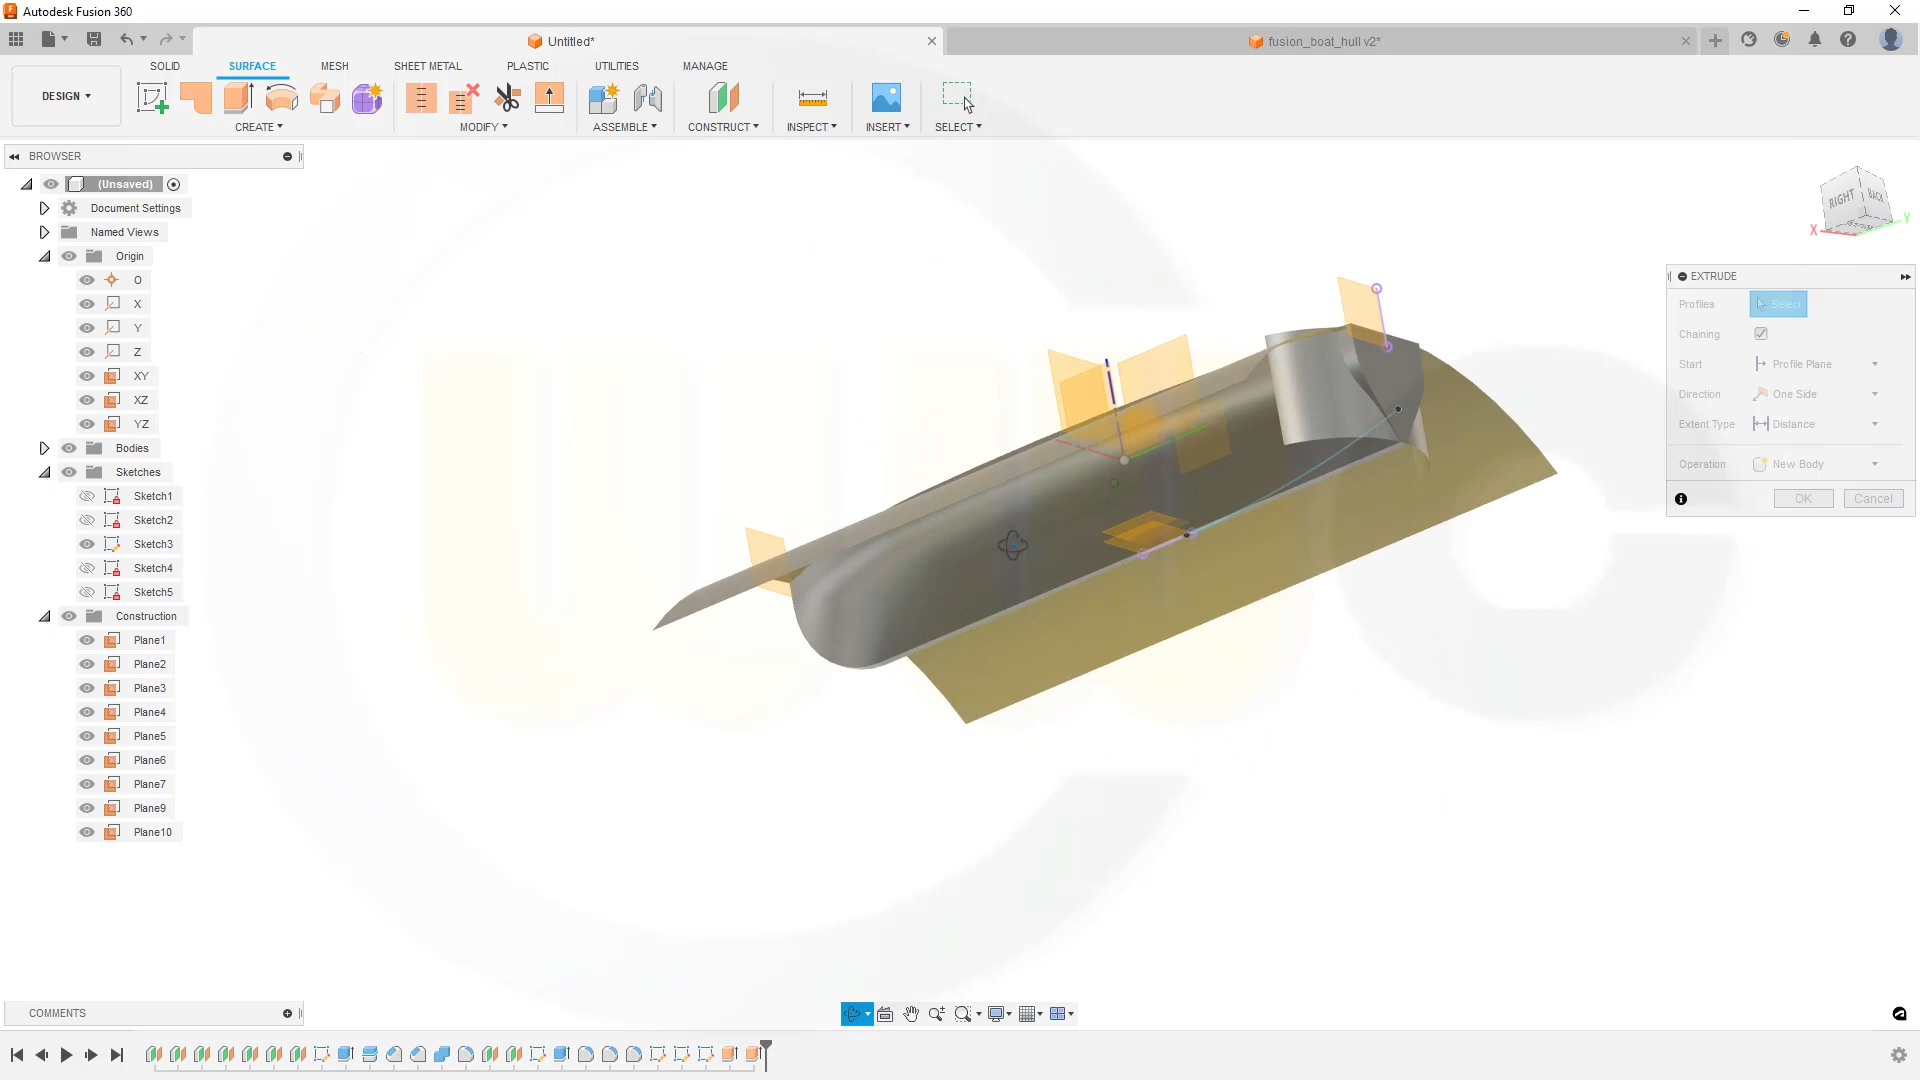 Autodesk Fusion 360
Untitled*
fusion_boat_hull v2*
SOLID
SURFACE
MESH
SHEET METAL
PLASTIC
UTILITIES
MANAGE
DESIGN
CREATE
MODIFY
ASSEMBLE
CONSTRUCT
INSPECT
INSERT
SELECT
BROWSER
(Unsaved)
Document Settings
Named Views
Origin
O
X
Y
Z
XY
XZ
YZ
Bodies
Sketches
Sketch1
Sketch2
Sketch3
Sketch4
Sketch5
Construction
Plane1
Plane2
Plane3
Plane4
Plane5
Plane6
Plane7
Plane9
Plane10
RIGHT
BACK
X
Y
EXTRUDE
Profiles
Select
Chaining
Start
Profile Plane
Direction
One Side
Extent Type
Distance
Operation
New Body
OK
Cancel
COMMENTS